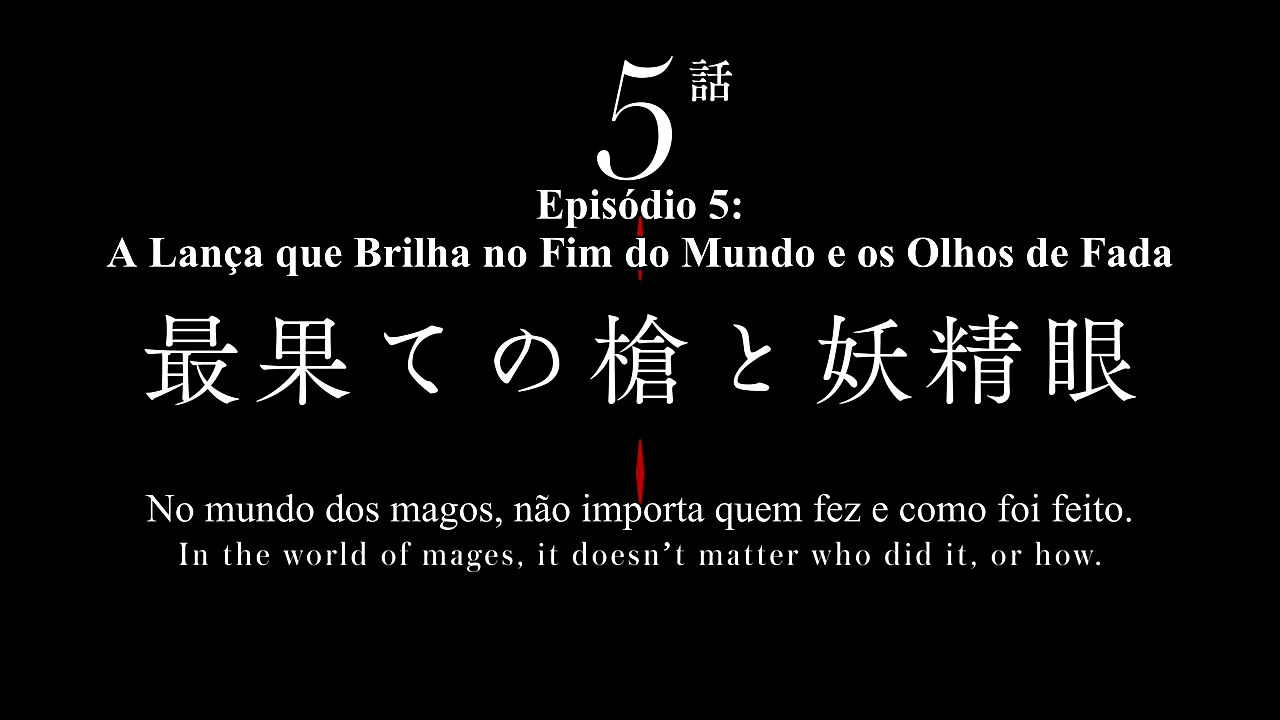 5話
Episódio 5:
A Lança que Brilha no Fim do Mundo e os Olhos de Fada
最果ての槍と妖精眼
No mundo dos magos, não importa quem fez e como foi feito.
In the world of mages, it doesn’t matter who did it, or how.